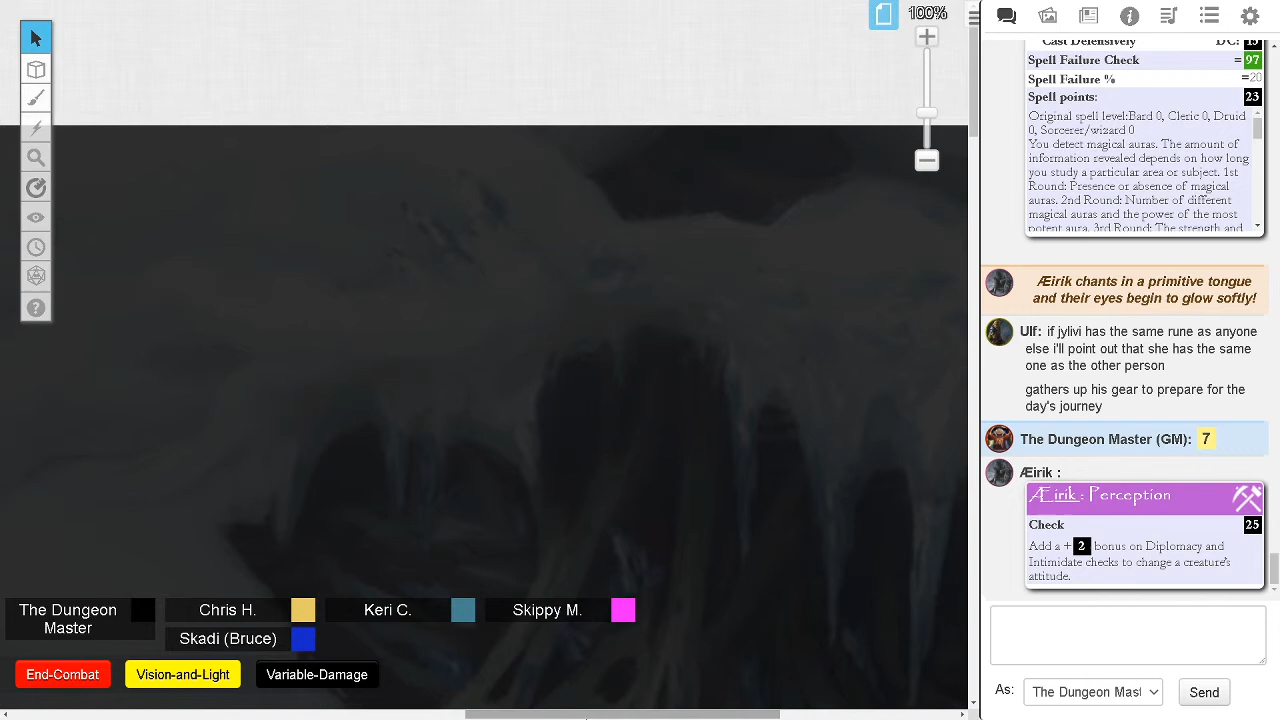 100%
Cast Defensively DC: 15
Spell Failure Check = 97
Spell Failure % =20
Spell points: 23
Original spell level:Bard 0, Cleric 0, Druid
0, Sorcerer/wizard 0
You detect magical auras. The amount of
information revealed depends on how long
you study a particular area or subject. 1st
Round: Presence or absence of magical
auras. 2nd Round: Number of different
magical auras and the power of the most
potent aura. 3rd Round: The strength and
Æirik chants in a primitive tongue
and their eyes begin to glow softly!
Ulf: if jylivi has the same rune as anyone
else i'll point out that she has the same
one as the other person
gathers up his gear to prepare for the
day's journey
The Dungeon Master (GM): 7
Æirik :
Æirik : Perception
Check 25
Add a + 2 bonus on Diplomacy and
Intimidate checks to change a creature's
attitude.
The Dungeon
Master
Chris H.
Keri C.
Skippy M.
Skadi (Bruce)
End-Combat
Vision-and-Light
Variable-Damage
As: The Dungeon Mast
Send